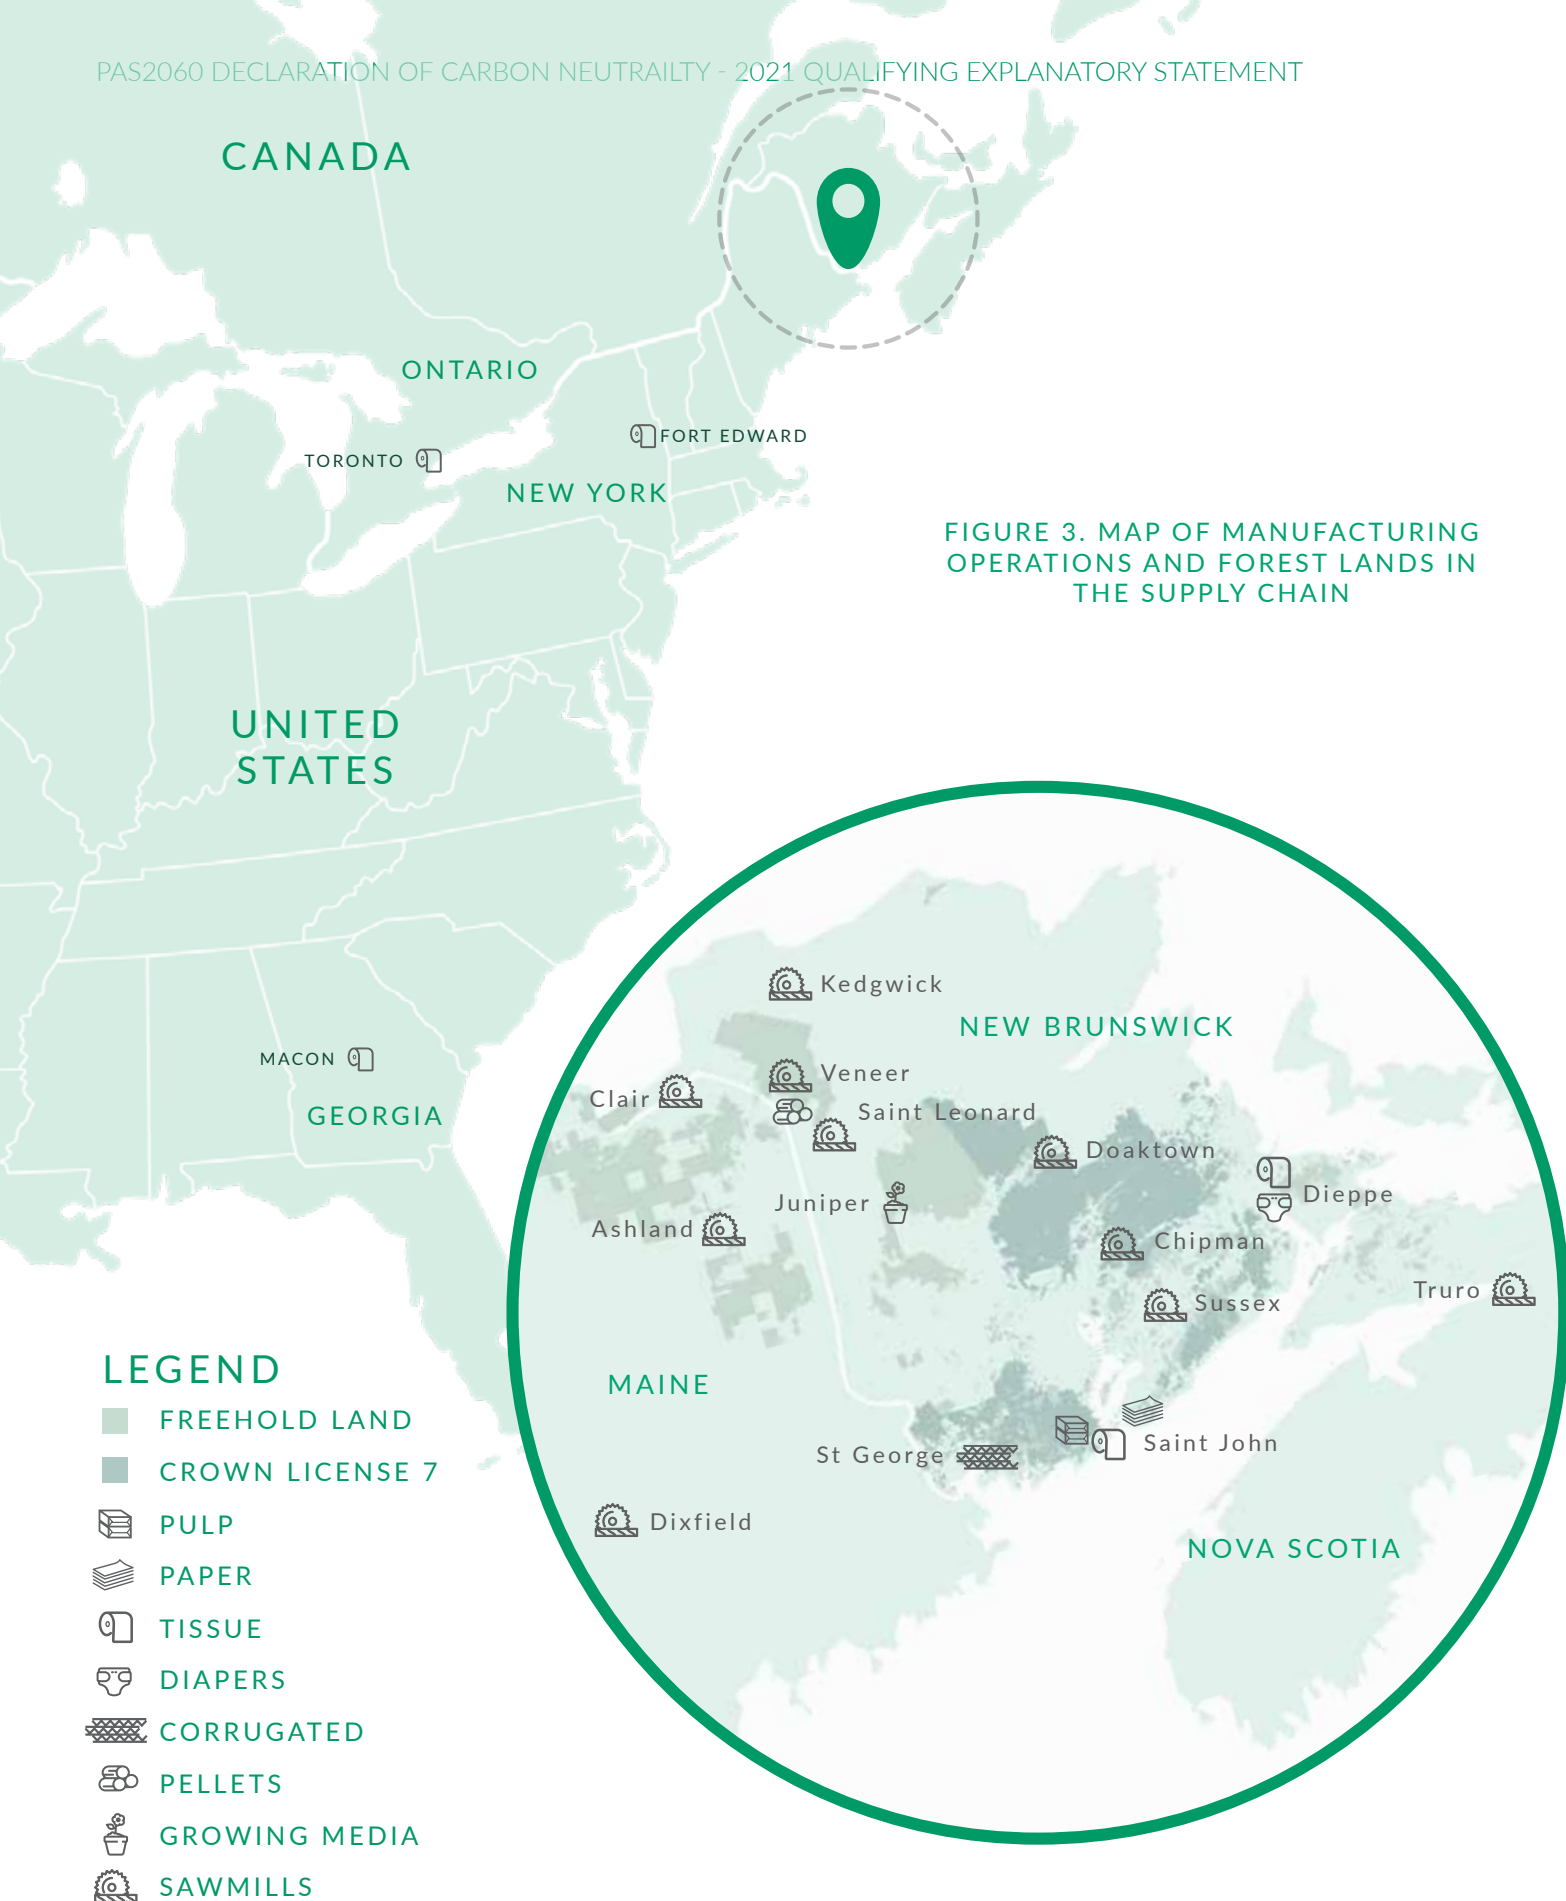 PAS2060 DECLARATION OF CARBON NEUTRAILTY - 2021 QUALIFYING EXPLANATORY STATEMENT
CANADA
ONTARIO
FORT EDWARD
TORONTO
NEW YORK
FIGURE 3. MAP OF MANUFACTURING
OPERATIONS AND FOREST LANDS IN
THE SUPPLY CHAIN
UNITED
STATES
MACON
GEORGIA
Kedgwick
NEW BRUNSWICK
Veneer
Clair
Saint Leonard
Doaktown
Dieppe
Juniper
Ashland
Chipman
Truro
Sussex
MAINE
Saint John
St George
Dixfield
NOVA SCOTIA
LEGEND
FREEHOLD LAND
CROWN LICENSE 7
PULP
PAPER
TISSUE
DIAPERS
CORRUGATED
PELLETS
GROWING MEDIA
SAWMILLS